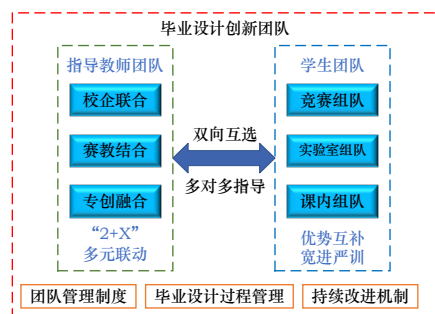 毕业设计创新团队
指导教师团队
校企联合
赛教结合
专创融合
“2+X”
多元联动
双向互选
多对多指导
学生团队
竞赛组队
实验室组队
课内组队
优势互补
宽进严训
团队管理制度
毕业设计过程管理
持续改进机制